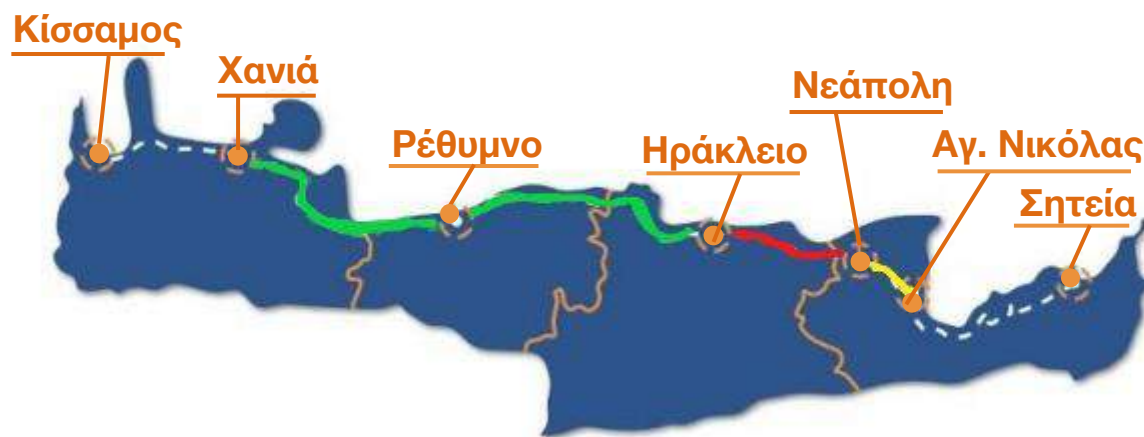 Κίσσαμος
Χανιά
Ρέθυμνο
Ηράκλειο
Νεάπολη
Αγ. Νικόλας
Σητεία